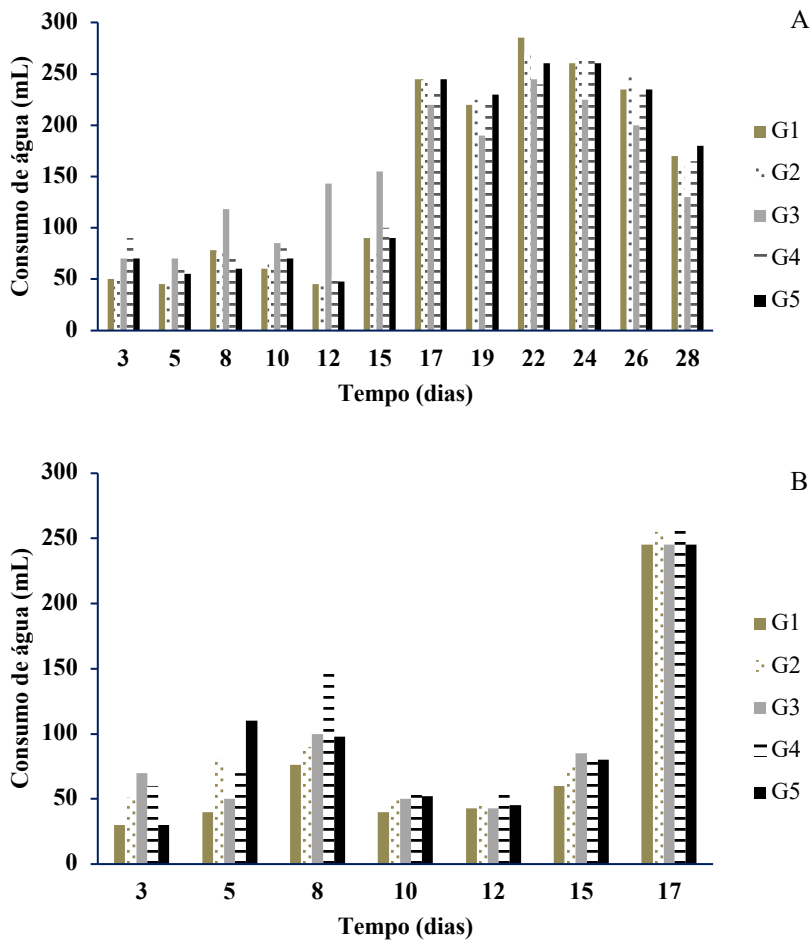 A
Consumo de água (mL)
300
250
200
150
100
50
0
3 5 8 10 12 15 17 19 22 24 26 28
Tempo (dias)
G1
G2
G3
G4
G5
B
Consumo de água (mL)
300
250
200
150
100
50
0
3 5 8 10 12 15 17
Tempo (dias)
G1
G2
G3
G4
G5